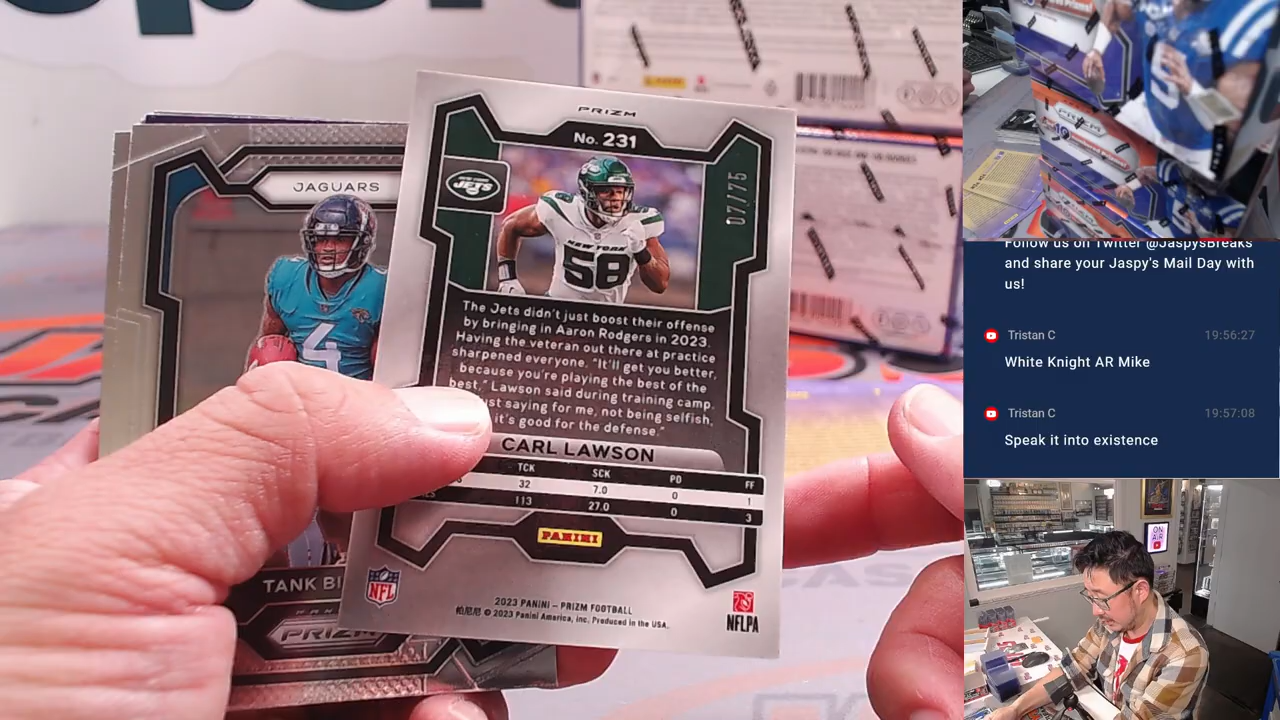 PRIZM
No. 231
JETS
07/75
NEW YORK
58
The Jets didn't just boost their offense
by bringing in Aaron Rodgers in 2023.
Having the veteran out there at practice
sharpened everyone. "It'll get you better,
because you're playing the best of the
best," Lawson said during training camp.
ust saying for me, not being selfish,
it's good for the defense."
CARL LAWSON
TCK SCK PD FF
32 7.0 0 1
113 27.0 0 3
PANINI
NFL
2023 PANINI – PRIZM FOOTBALL
© 2023 Panini America, Inc. Produced in the USA.
NFLPA
JAGUARS
4
TANK BI
PRIZM
PRIZM
Follow us on Twitter @JaspysBreaks
and share your Jaspy's Mail Day with
us!
Tristan C 19:56:27
White Knight AR Mike
Tristan C 19:57:08
Speak it into existence
ON
AIR